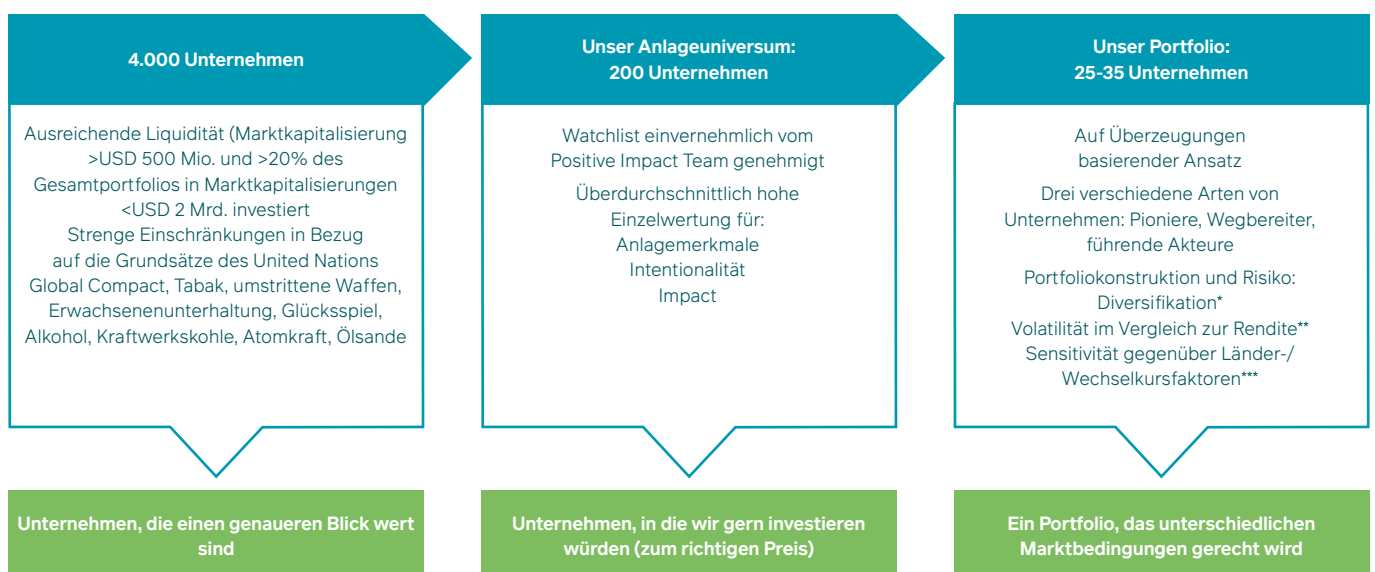 4.000 Unternehmen
Ausreichende Liquidität (Marktkapitalisierung
>USD 500 Mio. und >20% des
Gesamtportfolios in Marktkapitalisierungen
<USD 2 Mrd. investiert
Strenge Einschränkungen in Bezug
auf die Grundsätze des United Nations
Global Compact, Tabak, umstrittene Waffen,
Erwachsenenunterhaltung, Glücksspiel,
Alkohol, Kraftwerkskohle, Atomkraft, Ölsande
Unternehmen, die einen genaueren Blick wert
sind
Unser Anlageuniversum:
200 Unternehmen
Watchlist einvernehmlich vom
Positive Impact Team genehmigt
Überdurchschnittlich hohe
Einzelwertung für:
Anlagemerkmale
Intentionalität
Impact
Unternehmen, in die wir gern investieren
würden (zum richtigen Preis)
Unser Portfolio:
25-35 Unternehmen
Auf Überzeugungen
basierender Ansatz
Drei verschiedene Arten von
Unternehmen: Pioniere, Wegbereiter,
führende Akteure
Portfoliokonstruktion und Risiko:
Diversifikation*
Volatilität im Vergleich zur Rendite**
Sensitivität gegenüber Länder-/
Wechselkursfaktoren***
Ein Portfolio, das unterschiedlichen
Marktbedingungen gerecht wird